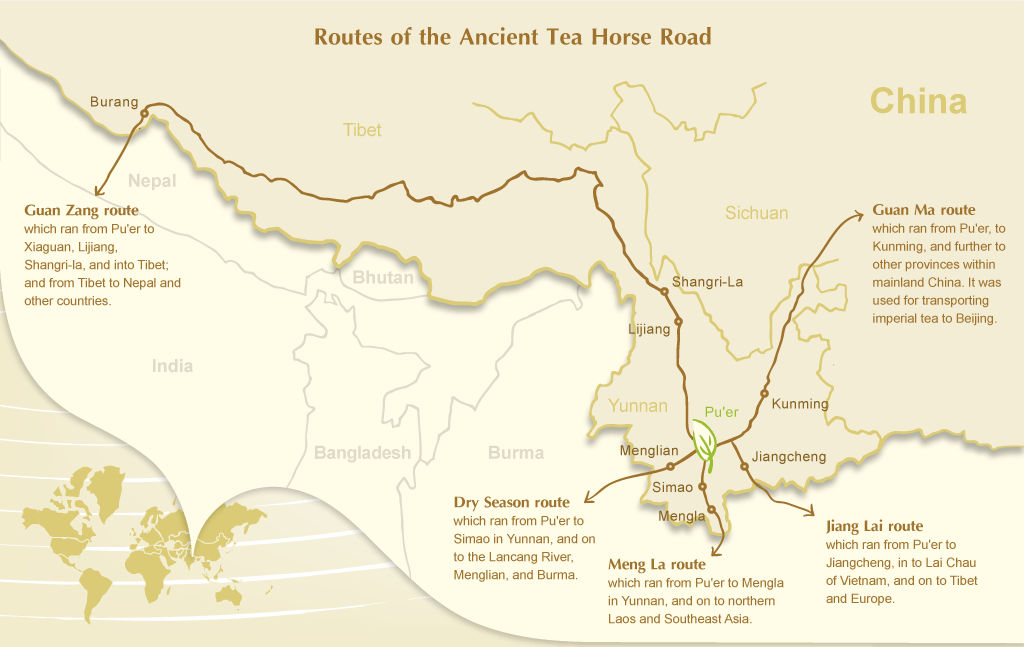 Routes of the Ancient Tea Horse Road
China
Burang
Tibet
Nepal
Guan Zang route
which ran from Pu'er to
Xiaguan, Lijiang,
Shangri-la, and into Tibet;
and from Tibet to Nepal and
other countries.
Sichuan
Guan Ma route
which ran from Pu'er, to
Kunming, and further to
other provinces within
mainland China. It was
used for transporting
imperial tea to Beijing.
Bhutan
Shangri-La
Lijiang
India
Yunnan
Pu'er
Kunming
Bangladesh
Burma
Menglian
Jiangcheng
Simao
Mengla
Dry Season route
which ran from Pu'er to
Simao in Yunnan, and on
to the Lancang River,
Menglian, and Burma.
Meng La route
which ran from Pu'er to Mengla
in Yunnan, and on to northern
Laos and Southeast Asia.
Jiang Lai route
which ran from Pu'er to
Jiangcheng, in to Lai Chau
of Vietnam, and on to Tibet
and Europe.